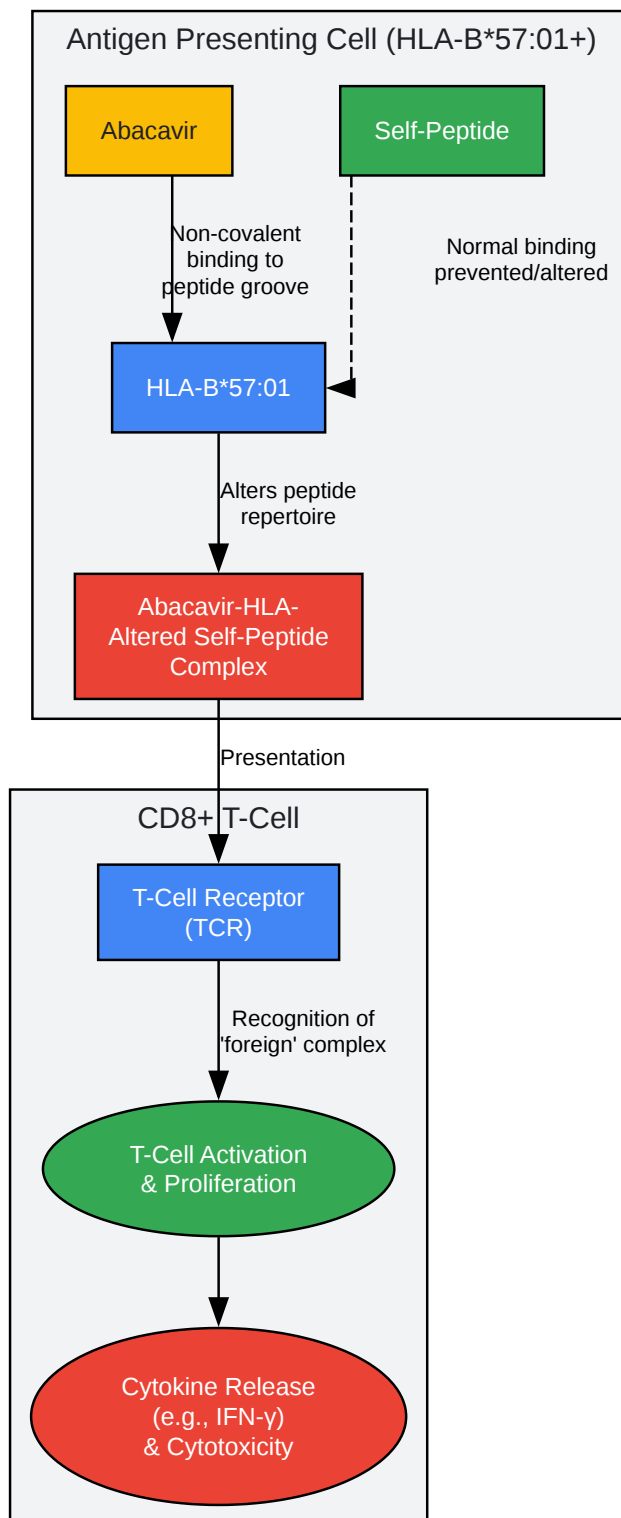 Antigen Presenting Cell (HLA-B*57:01+)
Abacavir
Self-Peptide
Non-covalent
binding to
peptide groove
Normal binding
prevented/altered
HLA-B*57:01
Alters peptide
repertoire
Abacavir-HLA-
Altered Self-Peptide
Complex
Presentation
CD8+ T-Cell
T-Cell Receptor
(TCR)
Recognition of
'foreign' complex
T-Cell Activation
& Proliferation
Cytokine Release
(e.g., IFN-γ)
& Cytotoxicity